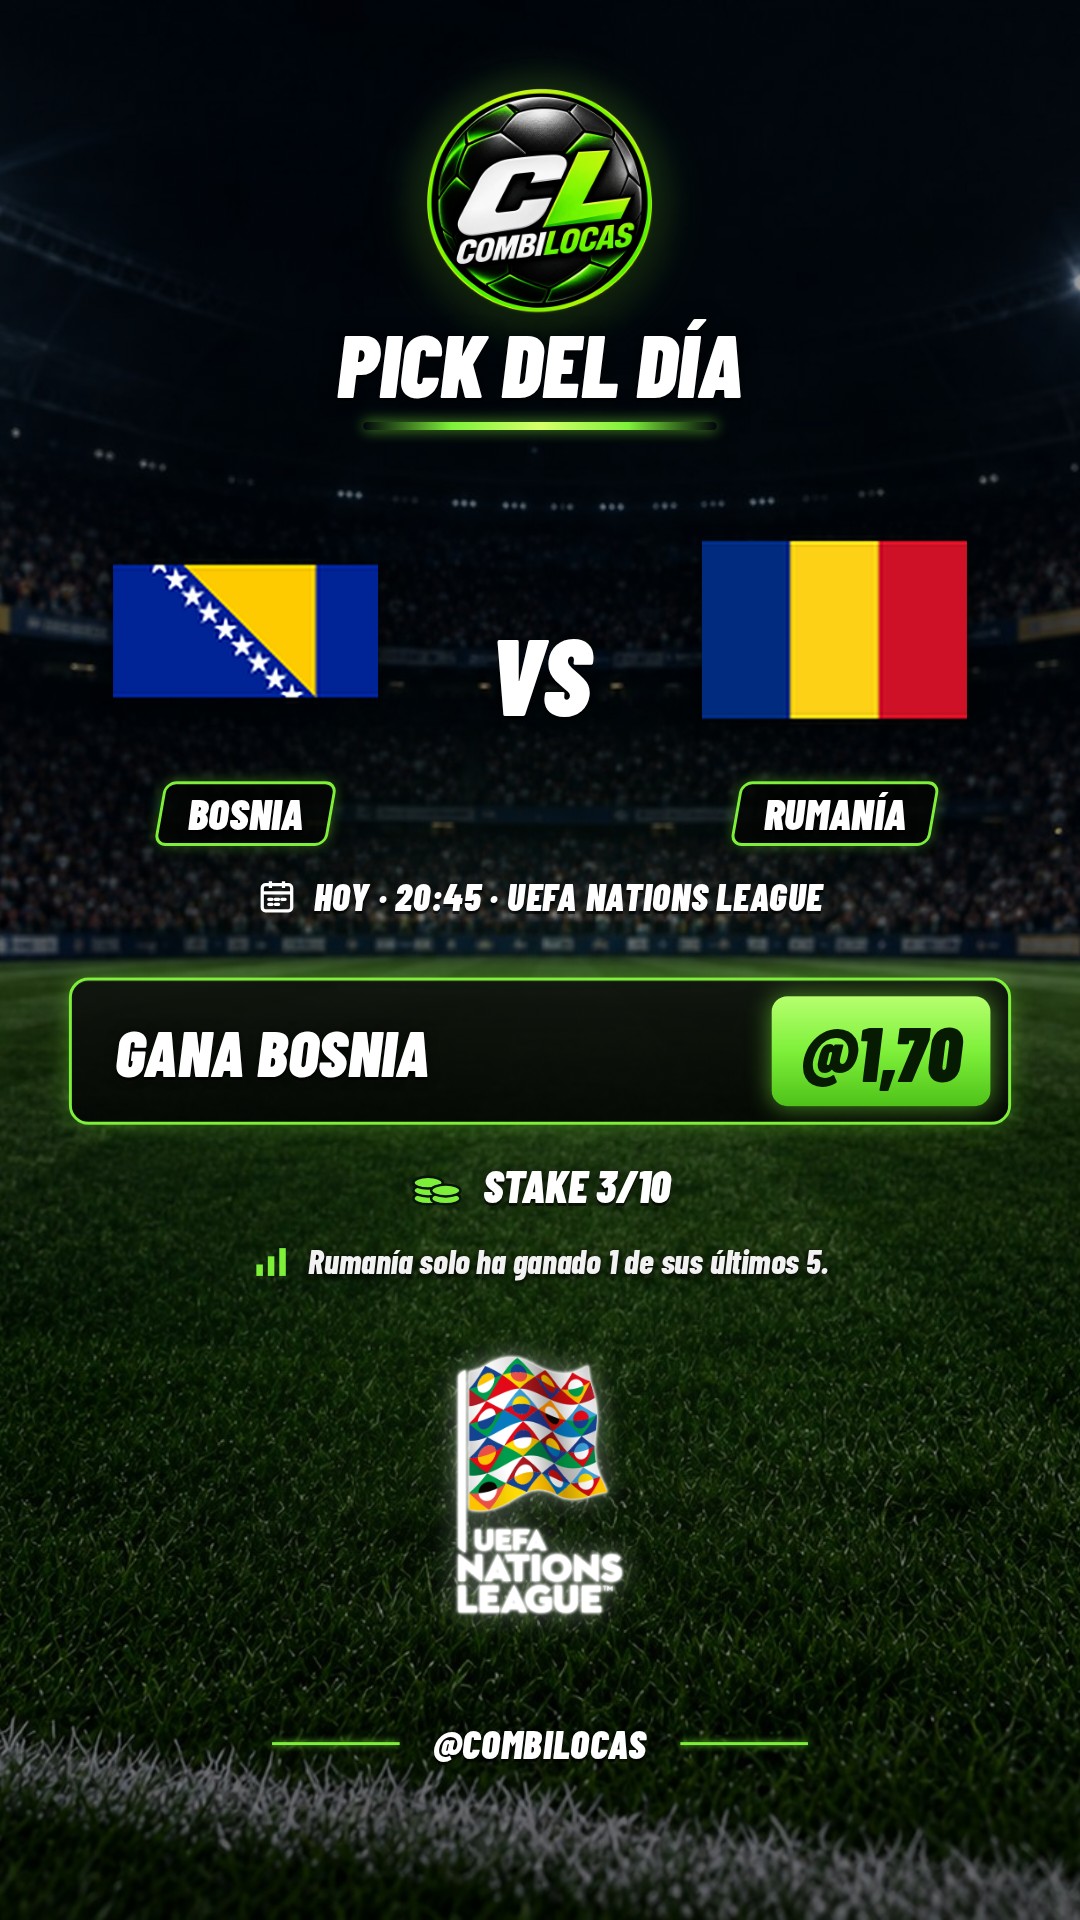 CL
COMBILOCAS
PICK DEL DÍA
VS
BOSNIA
RUMANÍA
HOY · 20:45 · UEFA NATIONS LEAGUE
GANA BOSNIA
@1,70
STAKE 3/10
Rumanía solo ha ganado 1 de sus últimos 5.
UEFA
NATIONS
LEAGUE™
@COMBILOCAS